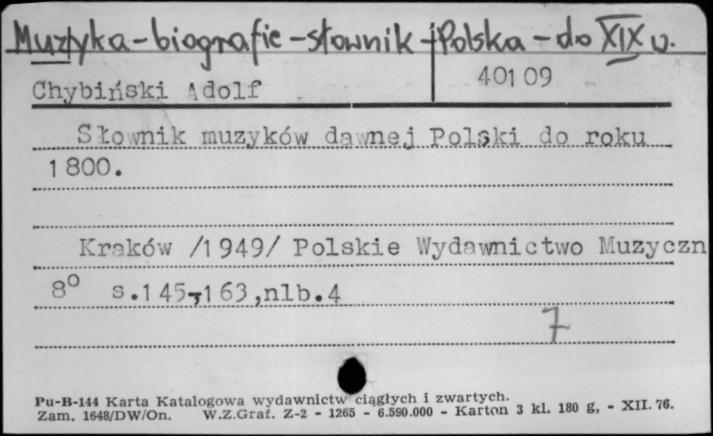 Muzyka - biografie - słownik - Polska - do XIX w.
Chybiński Adolf
40109
Słownik muzyków dawnej Polski do roku
1800.
Kraków /1949/ Polskie Wydawnictwo Muzyczn
8° s.145,163,nlb.4
7
Pu-B-144 Karta Katalogowa wydawnictw ciągłych i zwartych.
Zam. 1648/DW/On. W.Z.Graf. Z-2 - 1265 - 6.590.000 - Karton 3 kl. 180 g, - XII. 76.